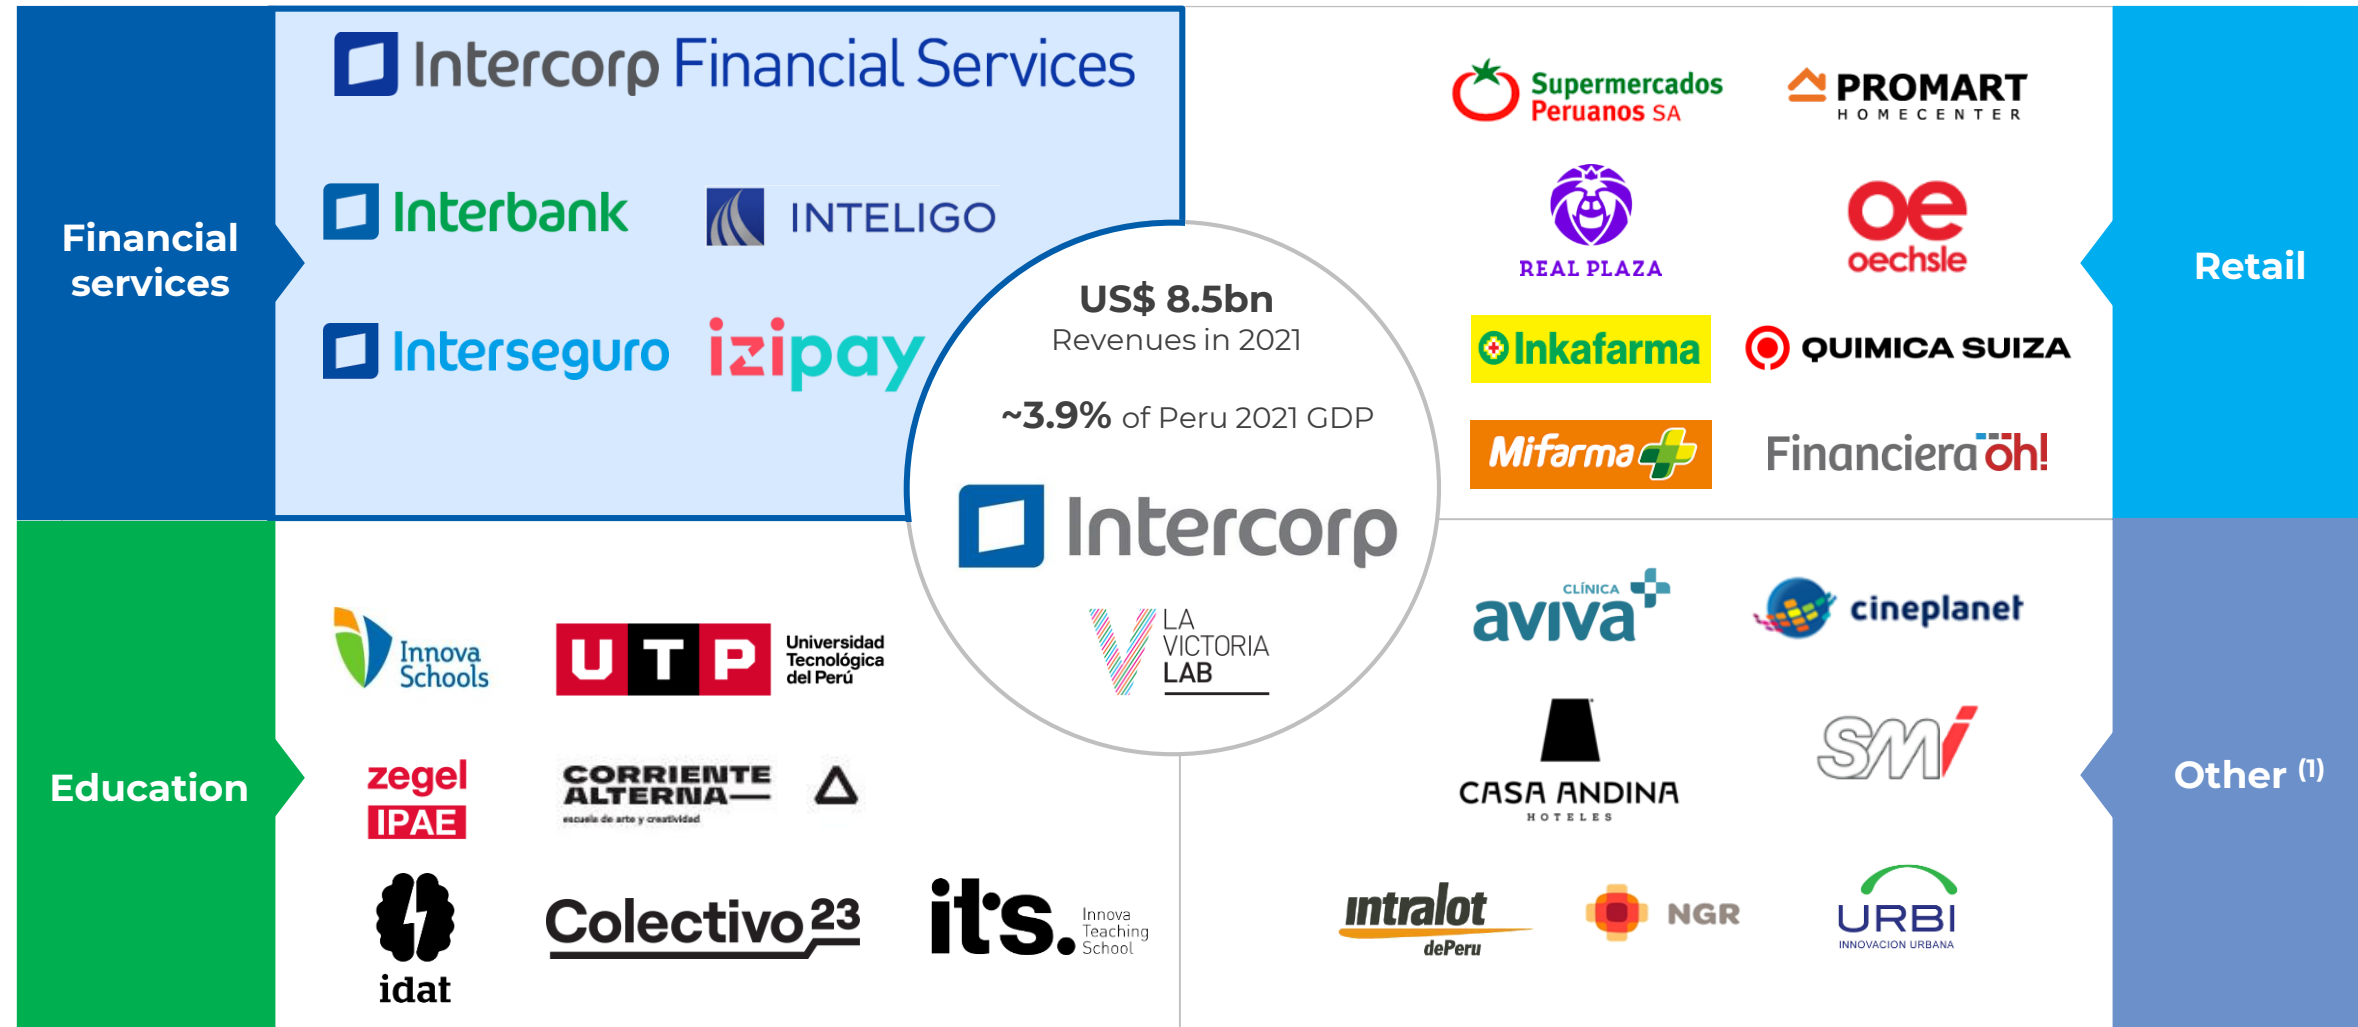 Financial
services
Intercorp Financial Services
Interbank
INTELIGO
Interseguro
izipay
US$ 8.5bn
Revenues in 2021
~3.9% of Peru 2021 GDP
Intercorp
LA
VICTORIA
LAB
Supermercados
Peruanos SA
PROMART
HOMECENTER
REAL PLAZA
oe
oechsle
Inkafarma
QUIMICA SUIZA
Mifarma
Financiera oh!
Retail
Education
Innova
Schools
UTP
Universidad
Tecnológica
del Perú
zegel
IPAE
CORRIENTE
ALTERNA
escuela de arte y creatividad
idat
Colectivo 23
its.
Innova
Teaching
School
CLÍNICA
aviva
cineplanet
CASA ANDINA
HOTELES
SMi
intralot
dePeru
NGR
URBI
INNOVACION URBANA
Other (1)